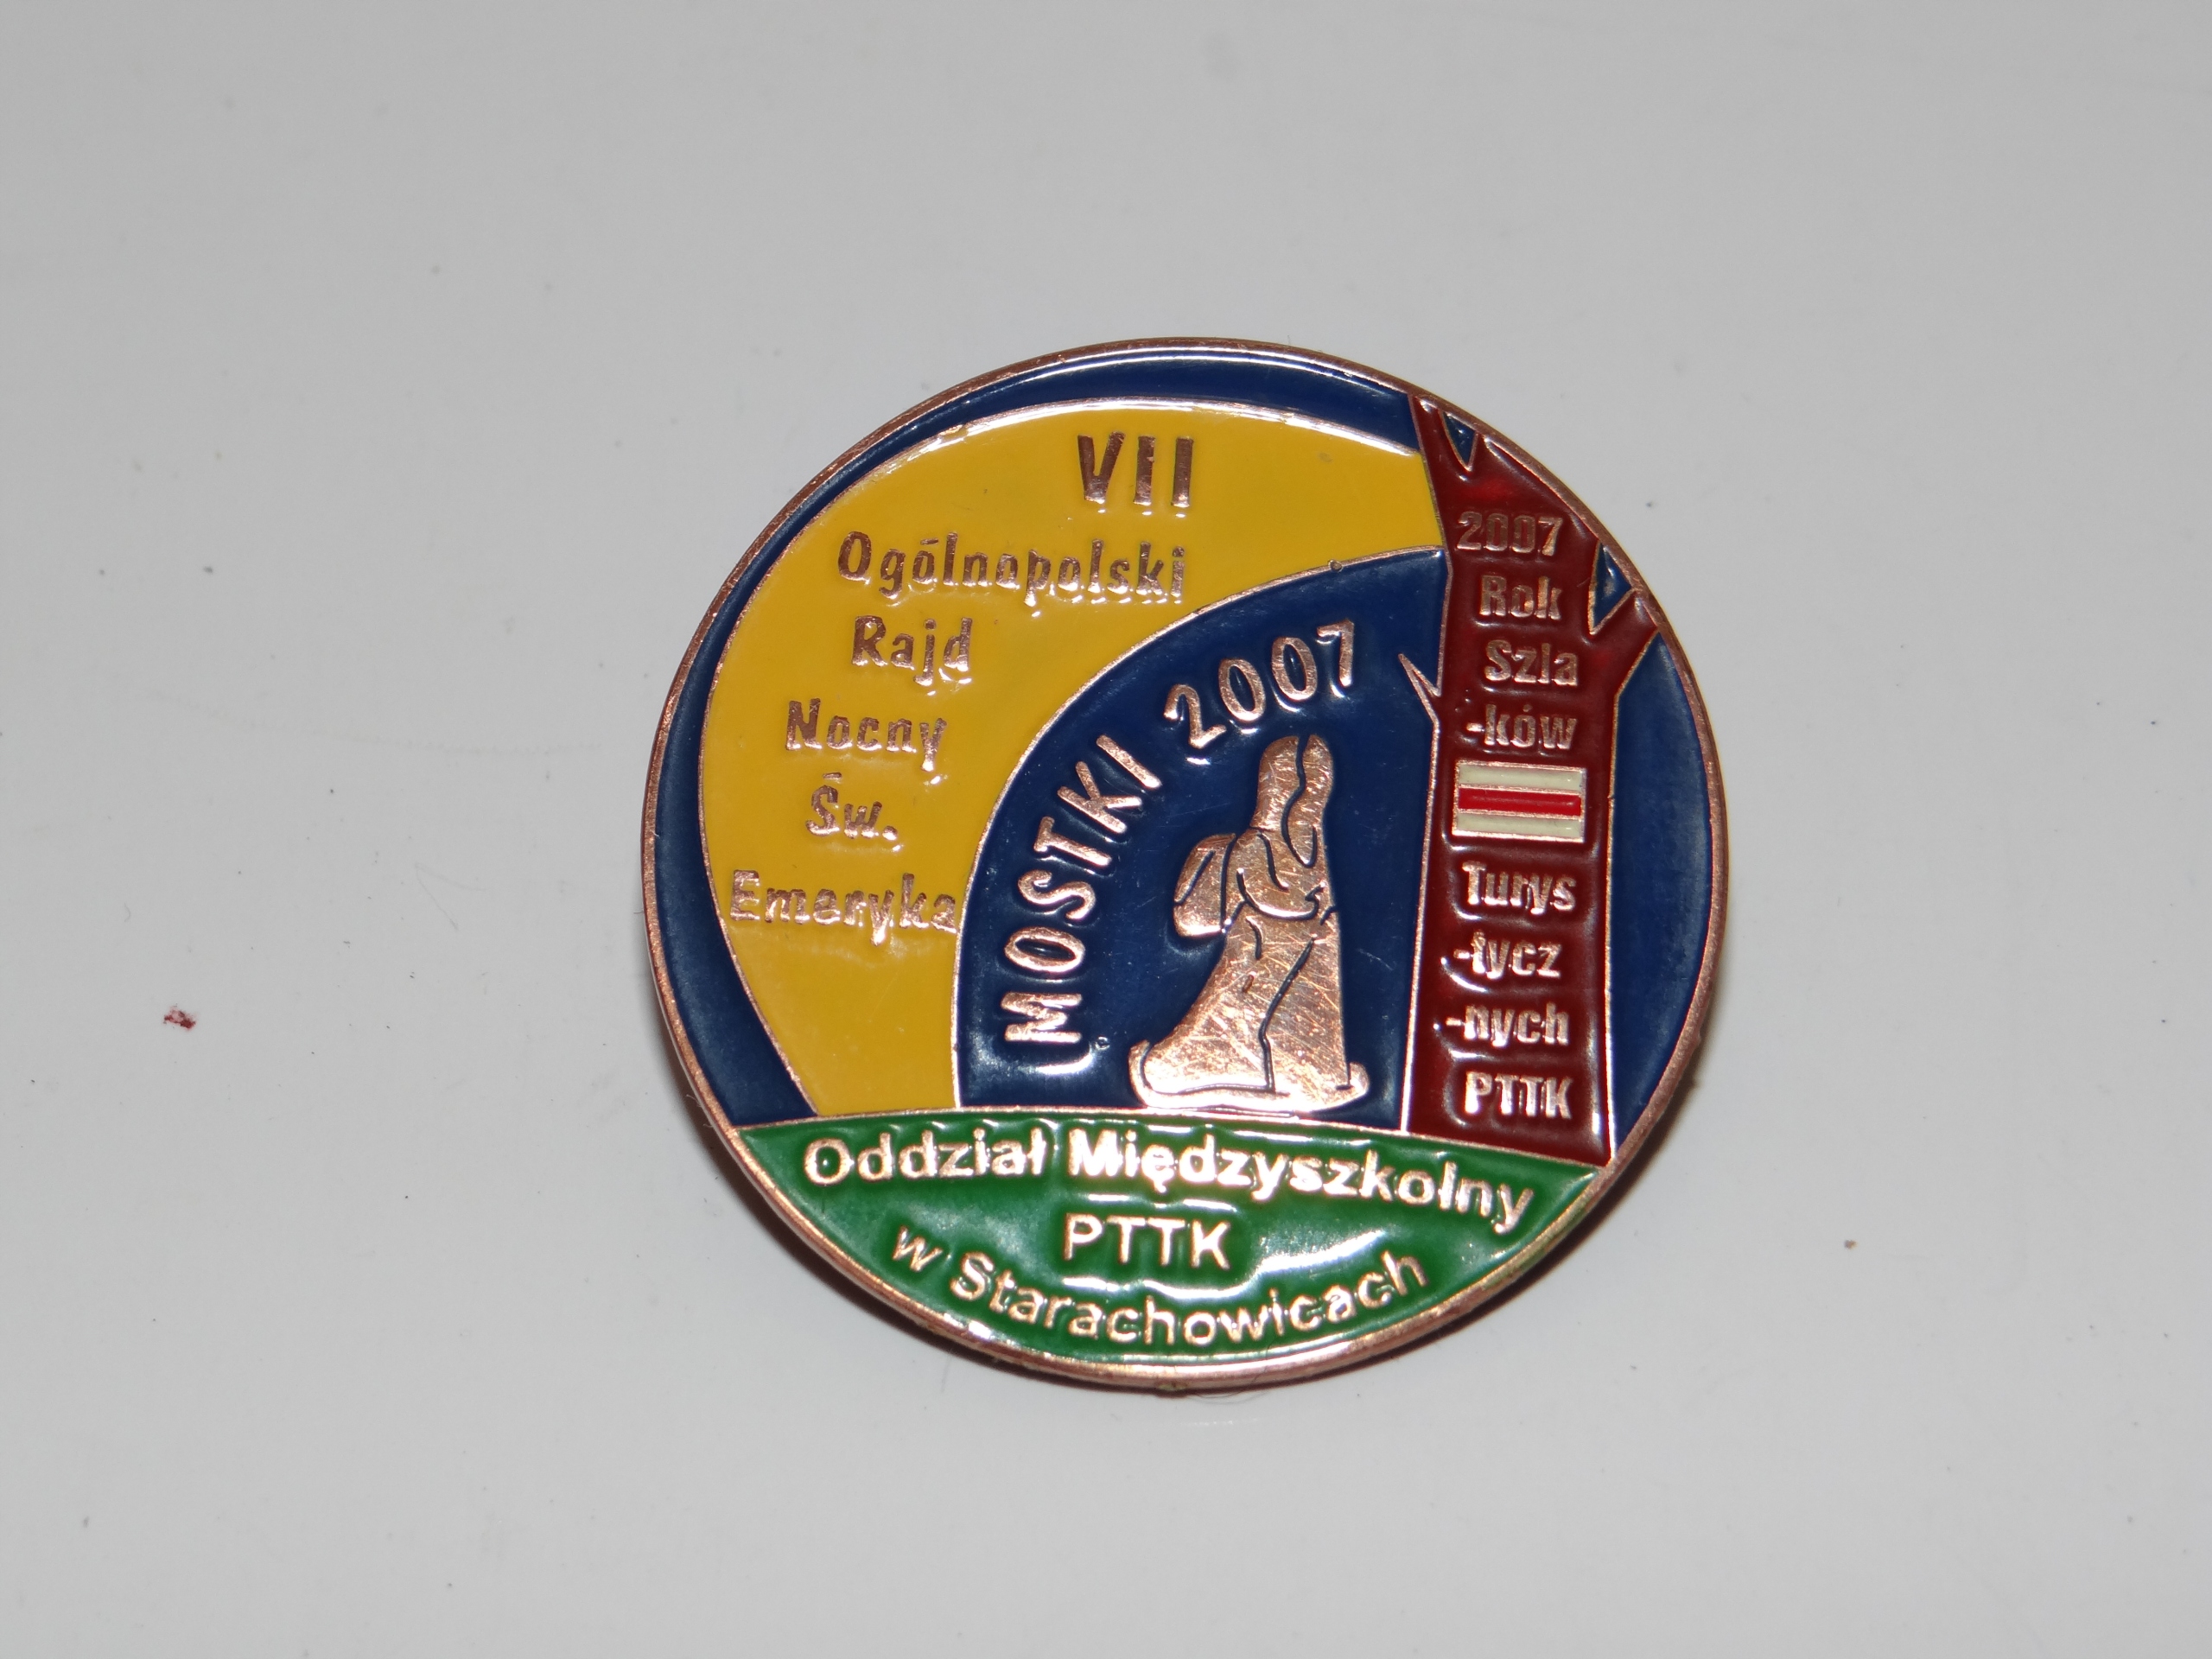 VII
Ogólnopolski
Rajd
Nocny
Św.
Emeryka
MOSTKI 2007
2007
Rok
Szla
-ków
Turys
-tycz
-nych
PTTK
Oddział Międzyszkolny
PTTK
w Starachowicach